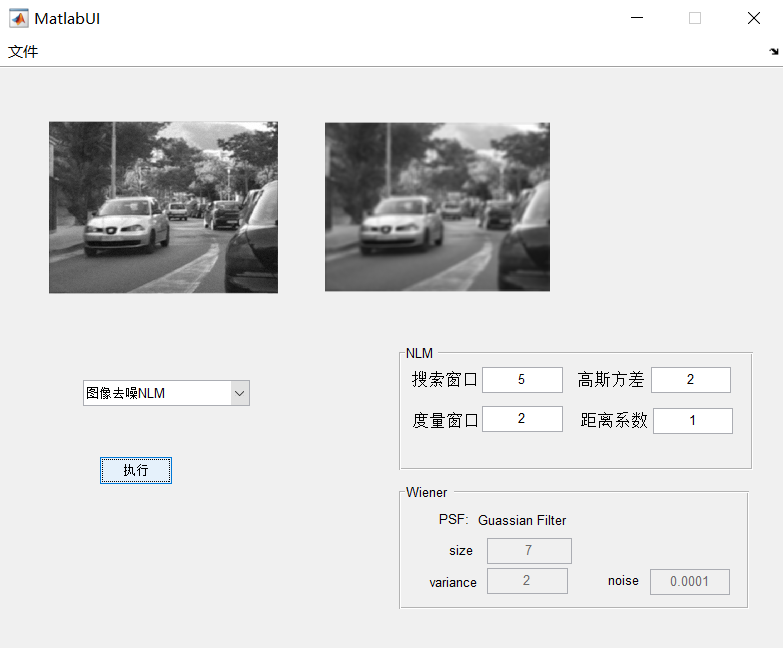 MatlabUI
文件
图像去噪NLM
执行
NLM
搜索窗口 5 高斯方差 2
度量窗口 2 距离系数 1
Wiener
PSF: Guassian Filter
size 7
variance 2 noise 0.0001